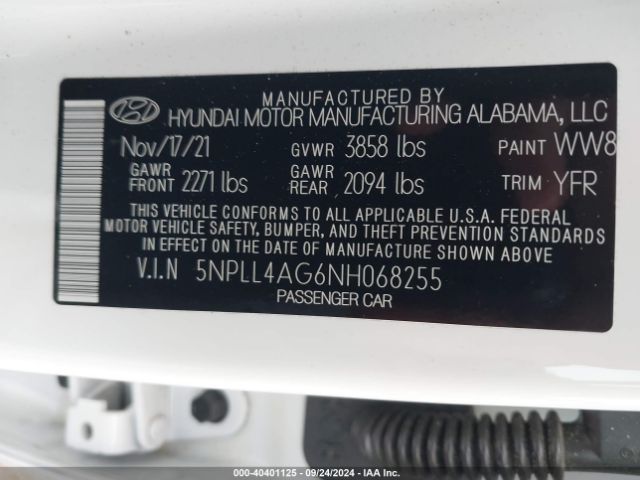 MANUFACTURED BY
HYUNDAI MOTOR MANUFACTURING ALABAMA, LLC
Nov/17/21 GVWR 3858 lbs PAINT WW8
GAWR FRONT 2271 lbs GAWR REAR 2094 lbs TRIM YFR
THIS VEHICLE CONFORMS TO ALL APPLICABLE U.S.A. FEDERAL
MOTOR VEHICLE SAFETY, BUMPER, AND THEFT PREVENTION STANDARDS
IN EFFECT ON THE DATE OF MANUFACTURE SHOWN ABOVE
V.I.N 5NPLL4AG6NH068255
PASSENGER CAR
000-40401125 - 09/24/2024 - IAA Inc.